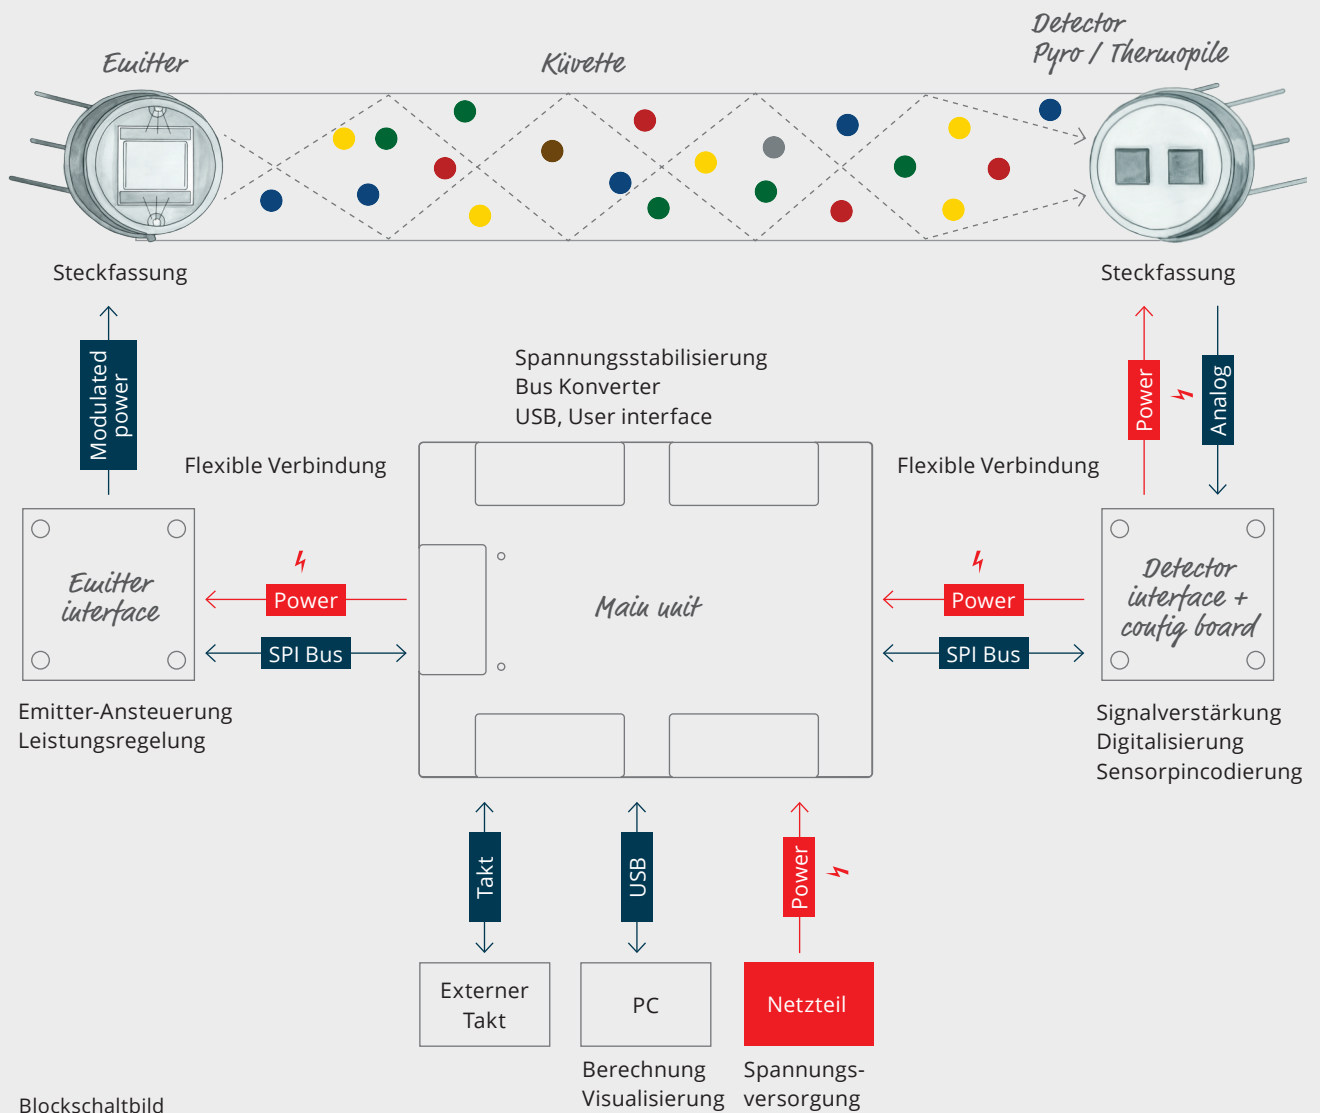 Emitter
Küvette
Detector
Pyro / Thermopile
Steckfassung
Steckfassung
Modulated
power
Spannungsstabilisierung
Bus Konverter
USB, User interface
Power
Analog
Flexible Verbindung
Flexible Verbindung
Emitter
interface
Power
SPI Bus
Main unit
Power
SPI Bus
Detector
interface +
config board
Emitter-Ansteuerung
Leistungsregelung
Signalverstärkung
Digitalisierung
Sensorpincodierung
Takt
USB
Power
Externer
Takt
PC
Netzteil
Berechnung
Visualisierung
Spannungs-
versorgung
Blockschaltbild